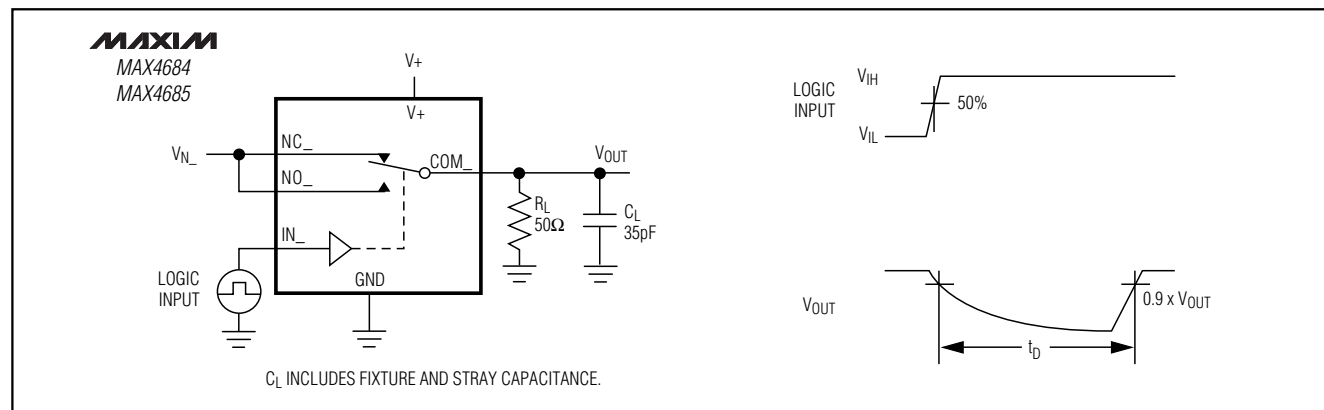 MAXIM
MAX4684
MAX4685
V+
V+
V_N_
NC_
NO_
COM_
V_OUT
R_L
50Ω
C_L
35pF
IN_
LOGIC
INPUT
GND
C_L INCLUDES FIXTURE AND STRAY CAPACITANCE.
LOGIC
INPUT
V_IH
50%
V_IL
V_OUT
0.9 x V_OUT
t_D